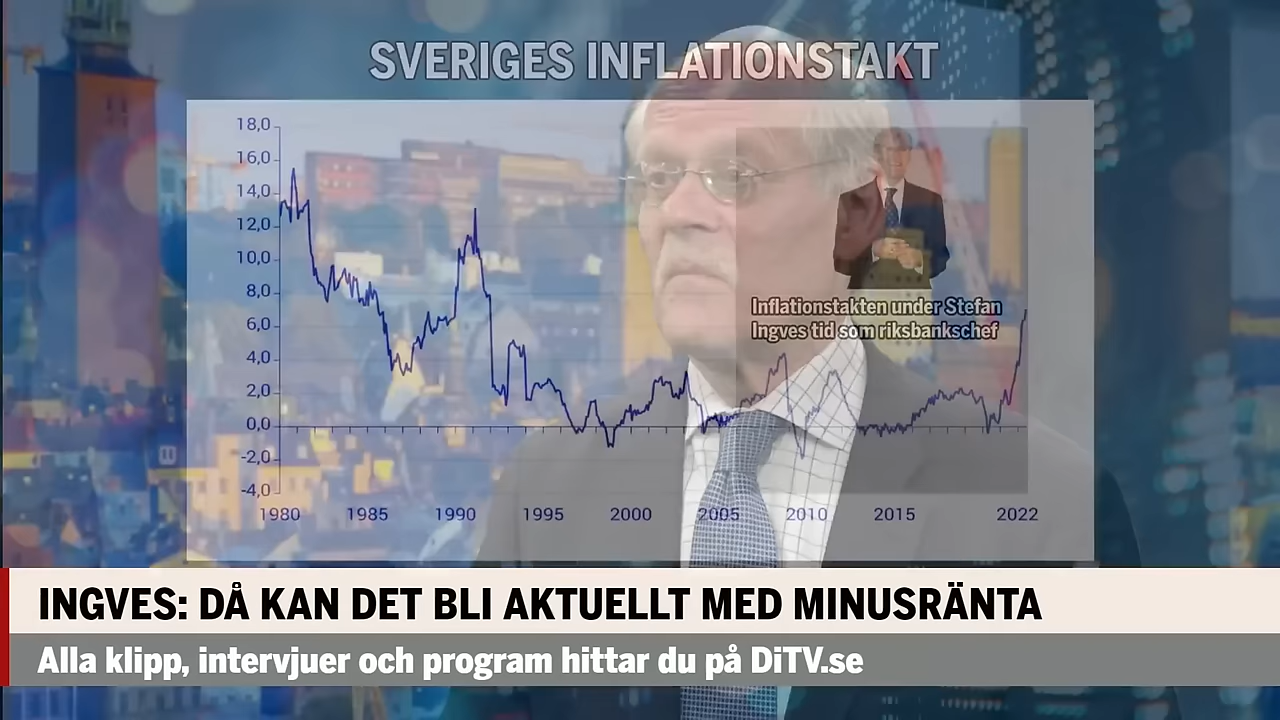 SVERIGES INFLATIONSTAKT
18,0
16,0
14,0
12,0
10,0
8,0
6,0
4,0
2,0
0,0
-2,0
-4,0
1980 1985 1990 1995 2000 2005 2010 2015 2022
Inflationstakten under Stefan
Ingves tid som riksbankschef
INGVES: DÅ KAN DET BLI AKTUELLT MED MINUSRÄNTA
Alla klipp, intervjuer och program hittar du på DiTV.se